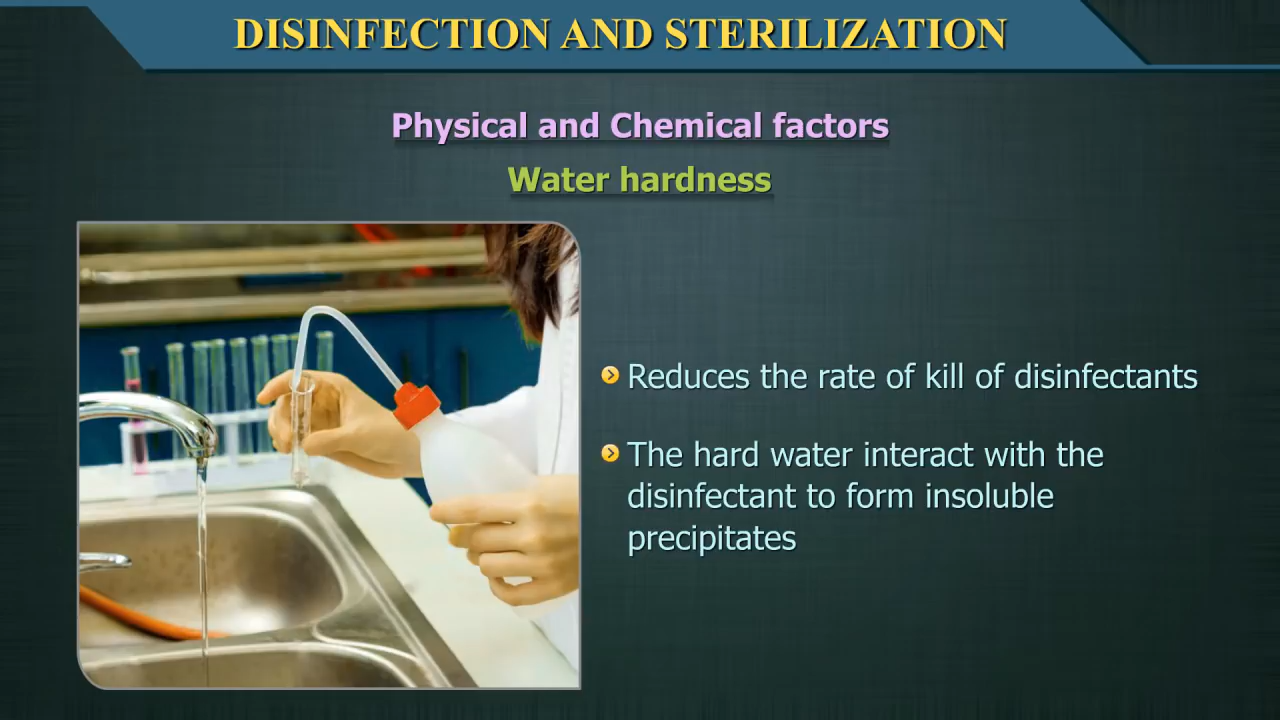 DISINFECTION AND STERILIZATION
Physical and Chemical factors
Water hardness
Reduces the rate of kill of disinfectants
The hard water interact with the
disinfectant to form insoluble
precipitates